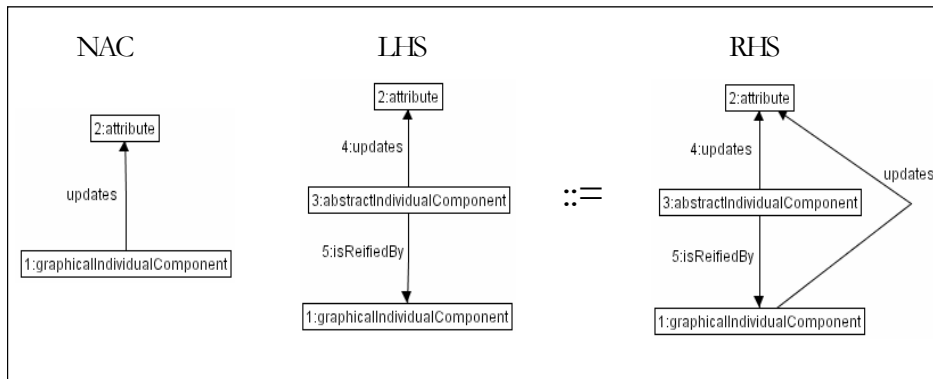 NAC
LHS
RHS
2:attribute
updates
1:graphicalIndividualComponent
2:attribute
4:updates
3:abstractIndividualComponent
5:isReifiedBy
1:graphicalIndividualComponent
::=
2:attribute
4:updates
updates
3:abstractIndividualComponent
5:isReifiedBy
1:graphicalIndividualComponent